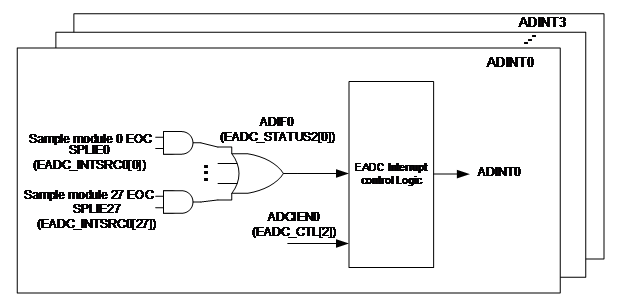 ADINT3
ADINT0
ADIF0
(EADC_STATUS2[0])
Sample module 0 EOC
SPLIE0
(EADC_INTSRC0[0])
EADC Interrupt
control Logic
ADINT0
Sample module 27 EOC
SPLIE27
(EADC_INTSRC0[27])
ADCIEN0
(EADC_CTL[2])